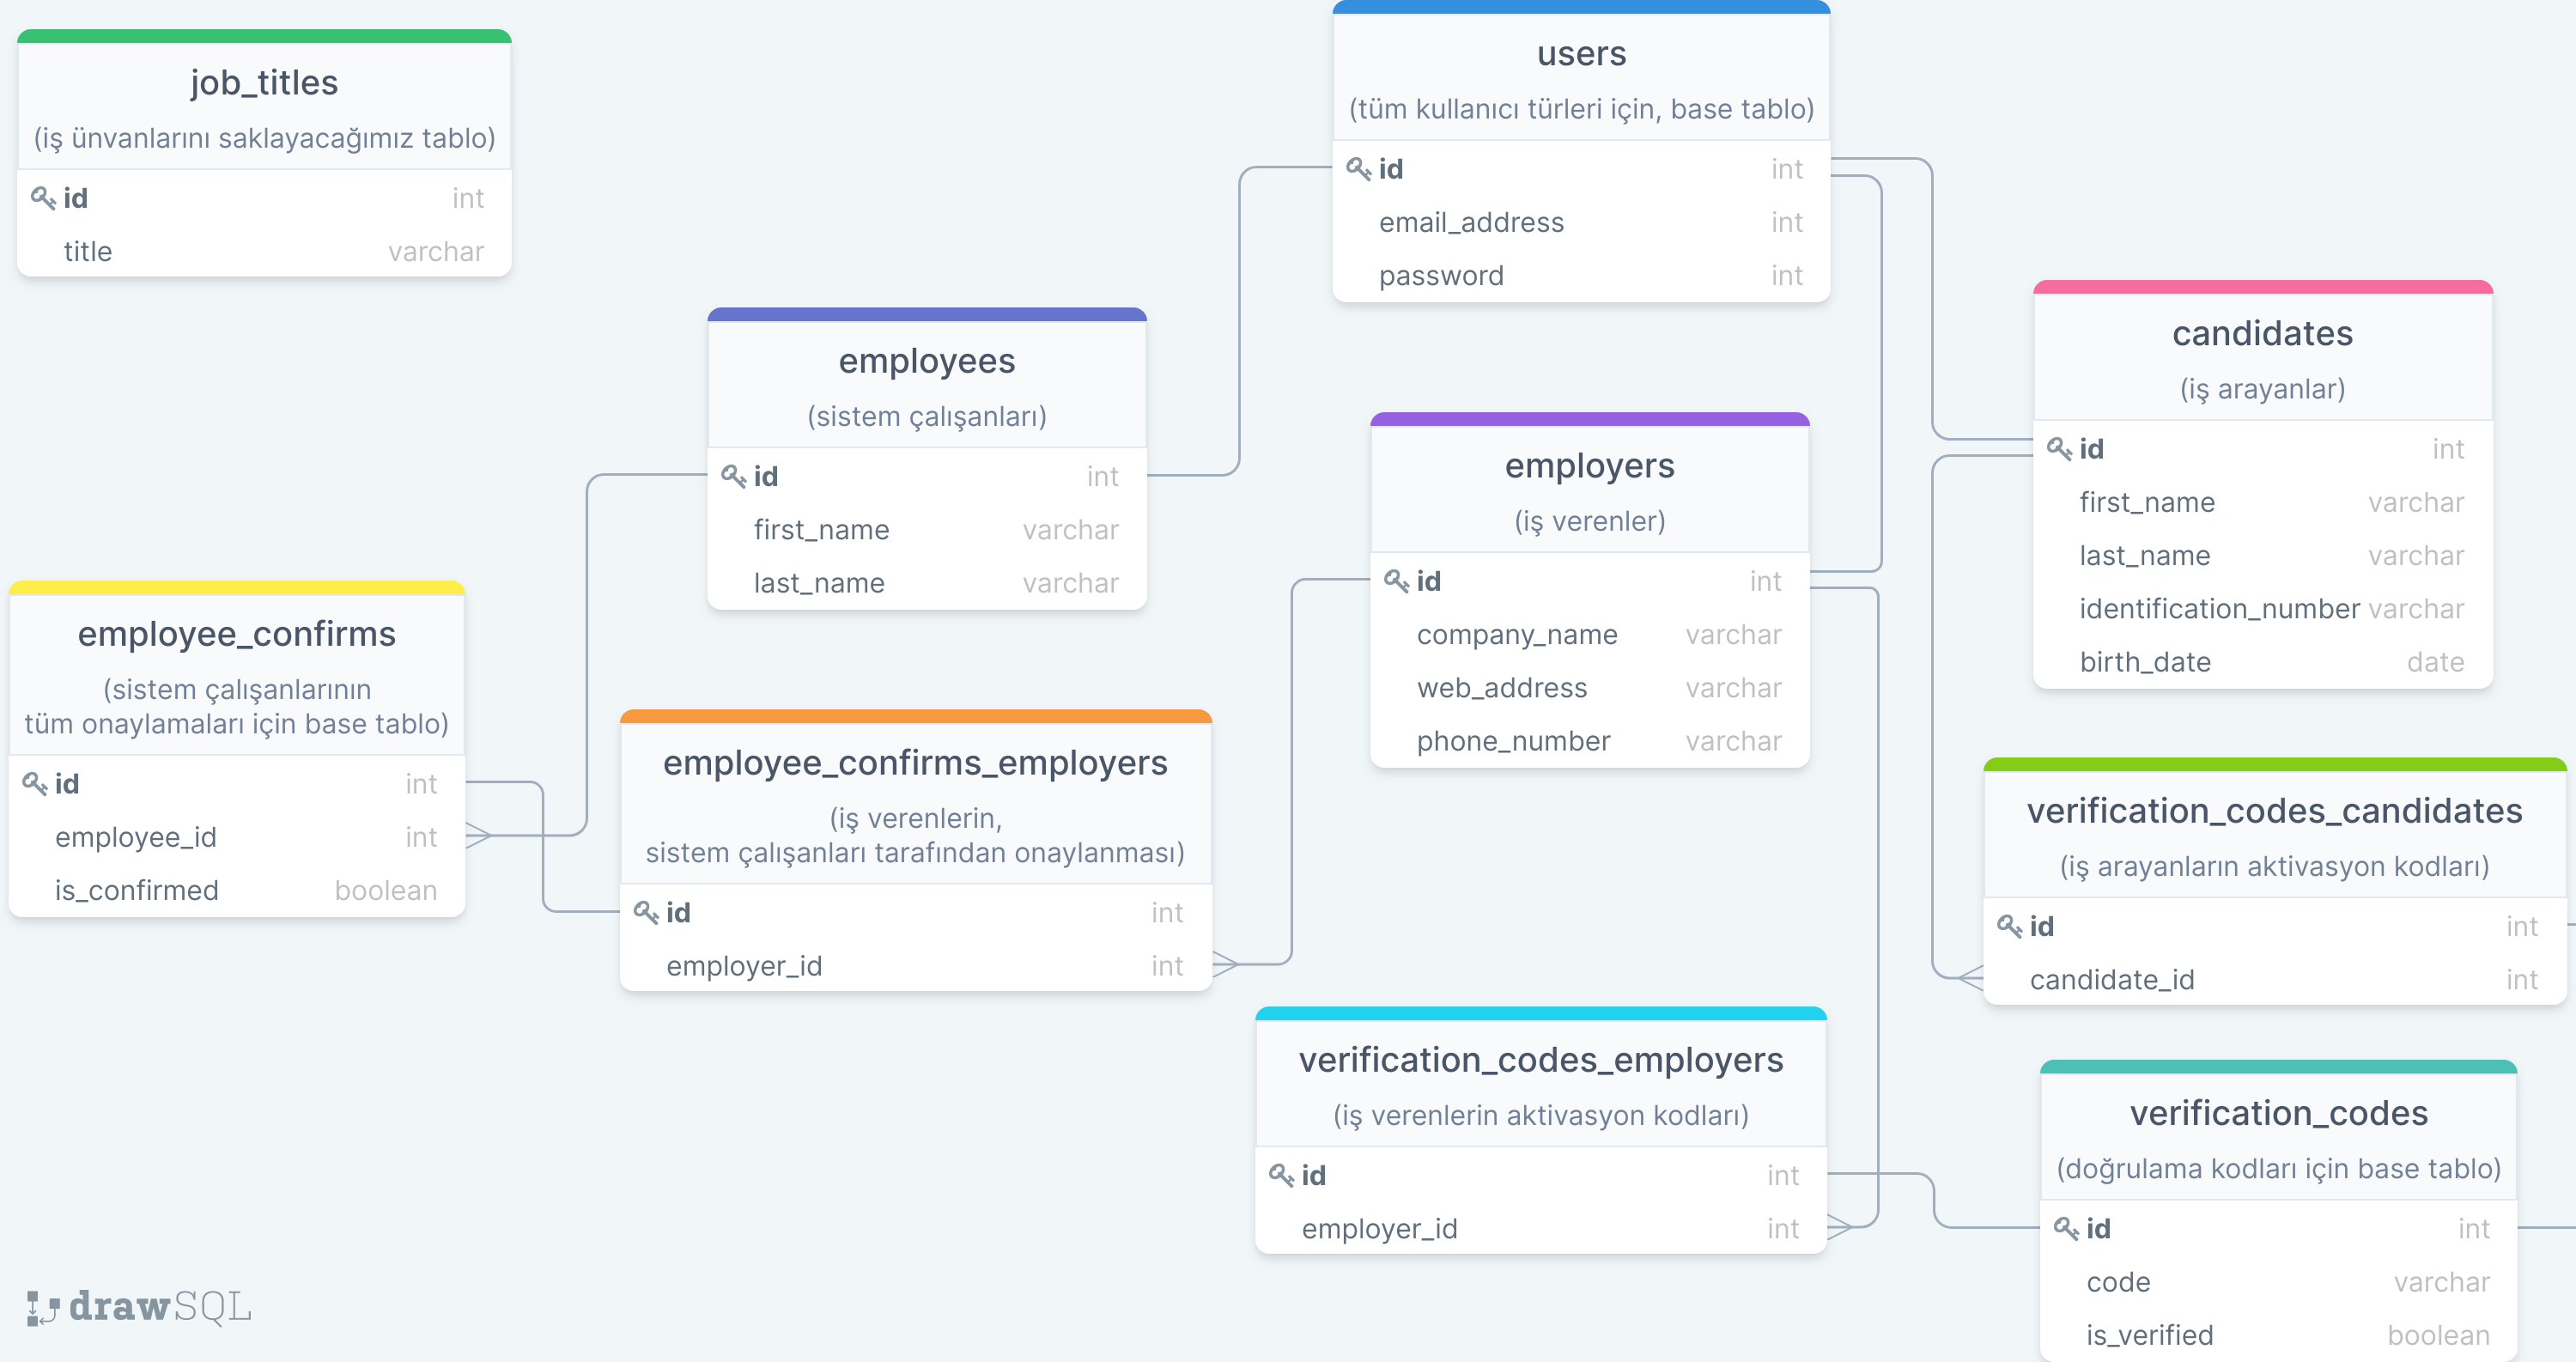 job_titles
(iş ünvanlarını saklayacağımız tablo)
id int
title varchar
users
(tüm kullanıcı türleri için, base tablo)
id int
email_address int
password int
employees
(sistem çalışanları)
id int
first_name varchar
last_name varchar
employers
(iş verenler)
id int
company_name varchar
web_address varchar
phone_number varchar
candidates
(iş arayanlar)
id int
first_name varchar
last_name varchar
identification_number varchar
birth_date date
employee_confirms
(sistem çalışanlarının
tüm onaylamaları için base tablo)
id int
employee_id int
is_confirmed boolean
employee_confirms_employers
(iş verenlerin,
sistem çalışanları tarafından onaylanması)
id int
employer_id int
verification_codes_candidates
(iş arayanların aktivasyon kodları)
id int
candidate_id int
verification_codes_employers
(iş verenlerin aktivasyon kodları)
id int
employer_id int
verification_codes
(doğrulama kodları için base tablo)
id int
code varchar
is_verified boolean
drawSQL